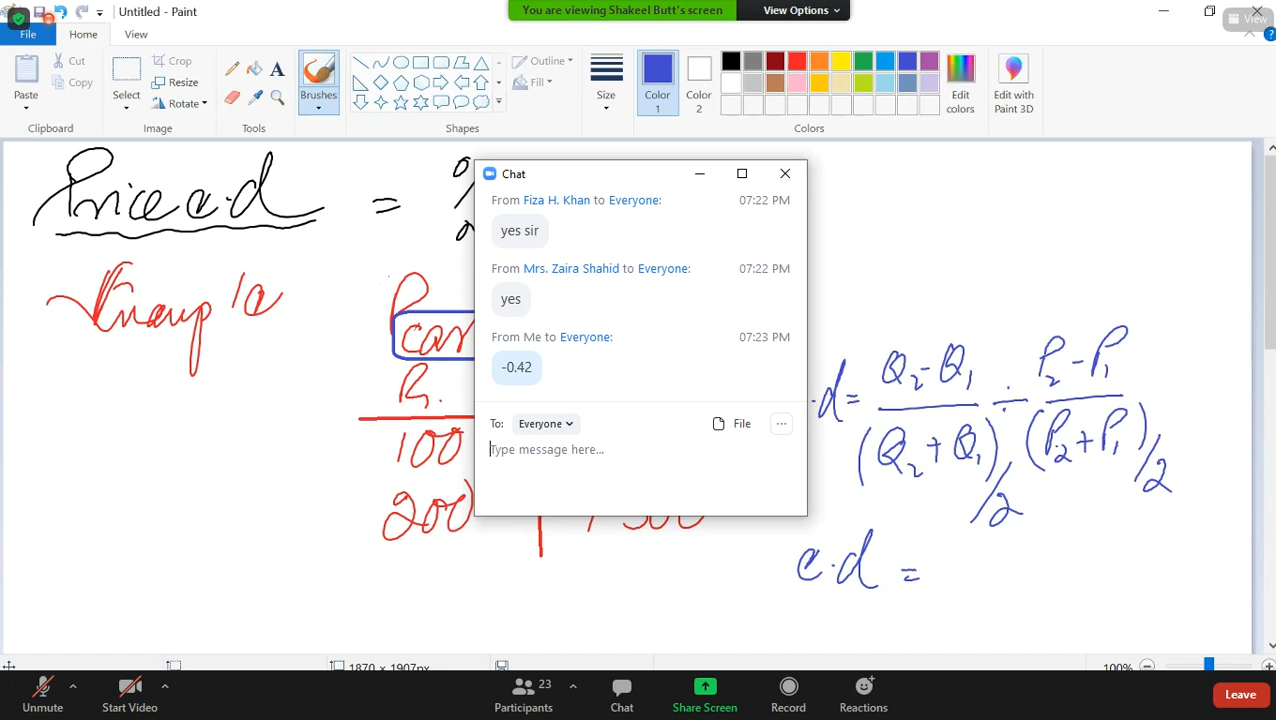 Untitled - Paint
You are viewing Shakeel Butt's screen
View Options
View
File
Home
View
Paste
Cut
Copy
Select
Crop
Resize
Rotate
Brushes
Outline
Fill
Size
Color 1
Color 2
Edit colors
Edit with Paint 3D
Clipboard
Image
Tools
Shapes
Colors
Price e.d =
Chat
From Fiza H. Khan to Everyone: 07:22 PM
yes sir
From Mrs. Zaira Shahid to Everyone: 07:22 PM
yes
From Me to Everyone: 07:23 PM
-0.42
To: Everyone
File
Type message here...
100
200
.d = Q2-Q1 ÷ P2-P1
(Q2+Q1)/2 (P2+P1)/2
e.d =
1870 × 1907px
100%
Unmute
Start Video
Participants
23
Chat
Share Screen
Record
Reactions
Leave